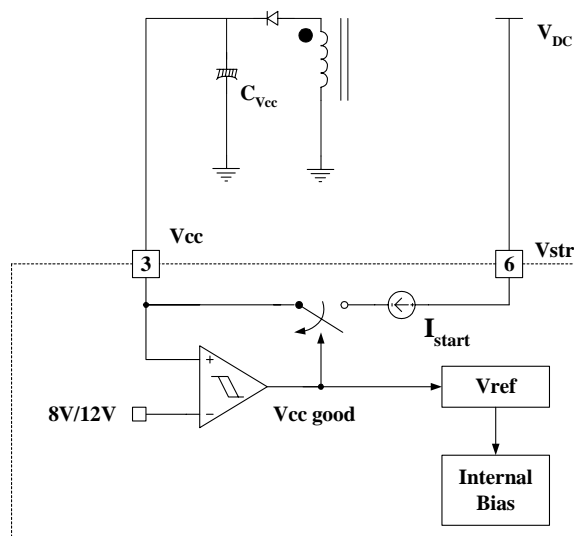 V_DC
C_Vcc
Vcc
Vstr
3
6
I_start
+
8V/12V
−
Vcc good
Vref
Internal
Bias